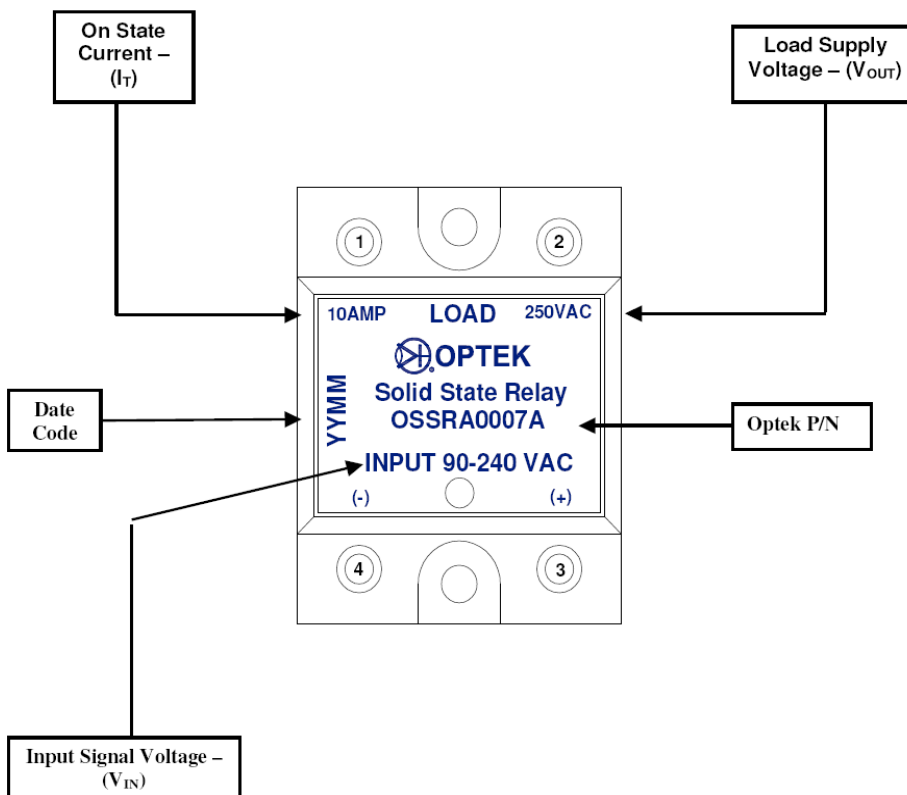 On State
Current –
(IT)
Load Supply
Voltage – (VOUT)
1
2
10AMP LOAD 250VAC
OPTEK
Solid State Relay
OSSRA0007A
YYMM
INPUT 90-240 VAC
(-) (+)
4
3
Date
Code
Optek P/N
Input Signal Voltage –
(VIN)